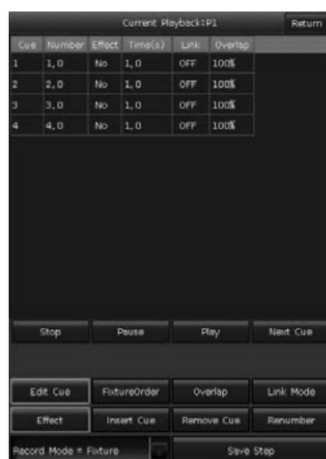 Current Playback:P1 Return
Cue Number Effect Time(s) Link Overlap
1 1,0 No 1,0 OFF 100%
2 2,0 No 1,0 OFF 100%
3 3,0 No 1,0 OFF 100%
4 4,0 No 1,0 OFF 100%
Stop Pause Play Next Cue
Edit Cue FixtureOrder Overlap Link Mode
Effect Insert Cue Remove Cue Renumber
Record Mode = Fixture Save Step